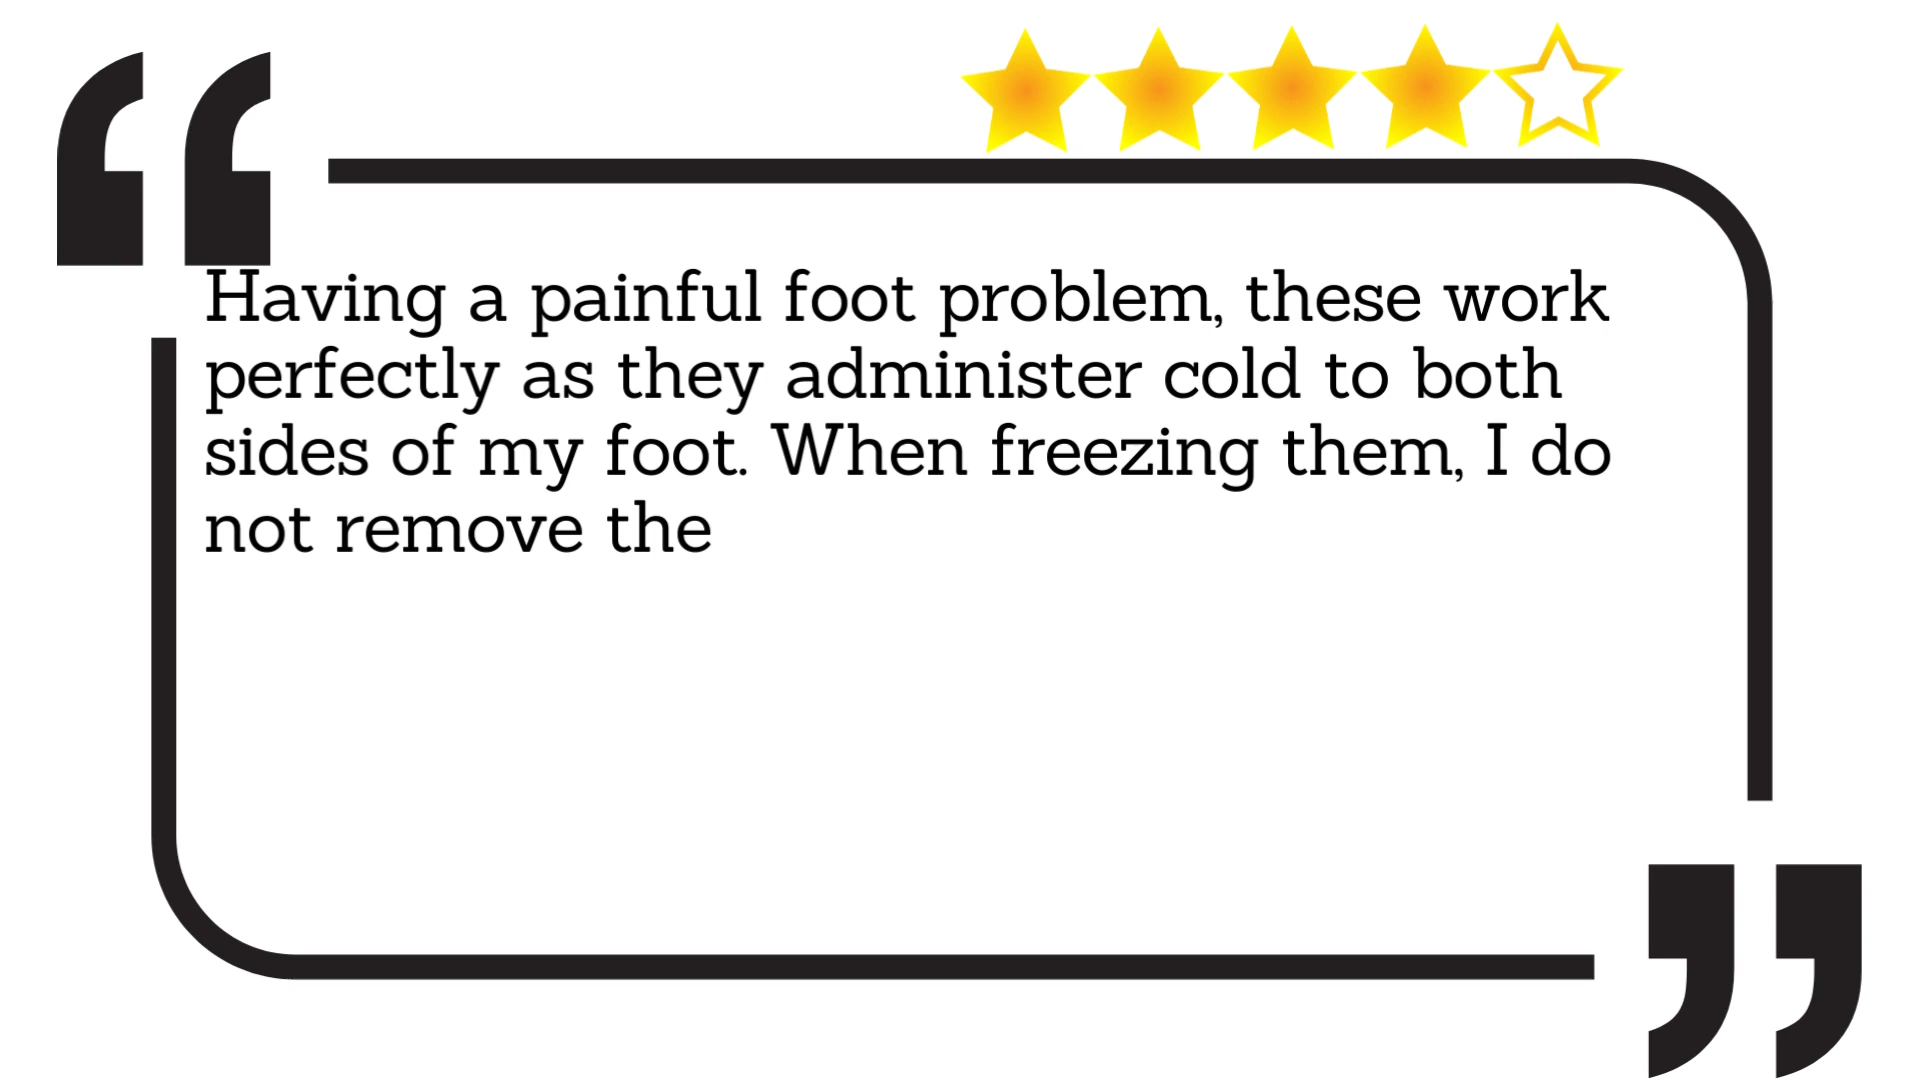 Having a painful foot problem, these work
perfectly as they administer cold to both
sides of my foot. When freezing them, I do
not remove the